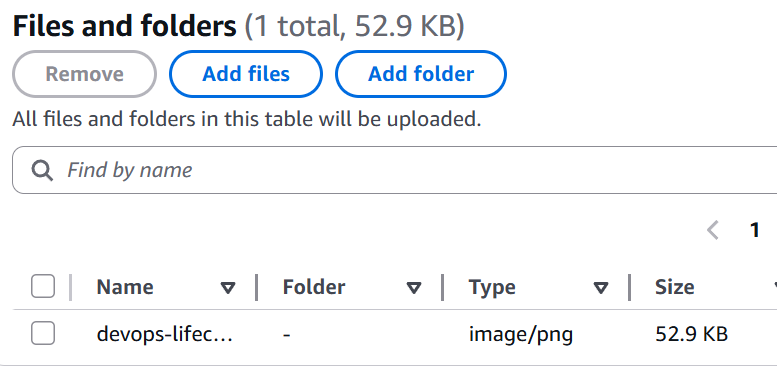 Files and folders (1 total, 52.9 KB)
Remove Add files Add folder
All files and folders in this table will be uploaded.
Find by name
1
Name Folder Type Size
devops-lifec... - image/png 52.9 KB